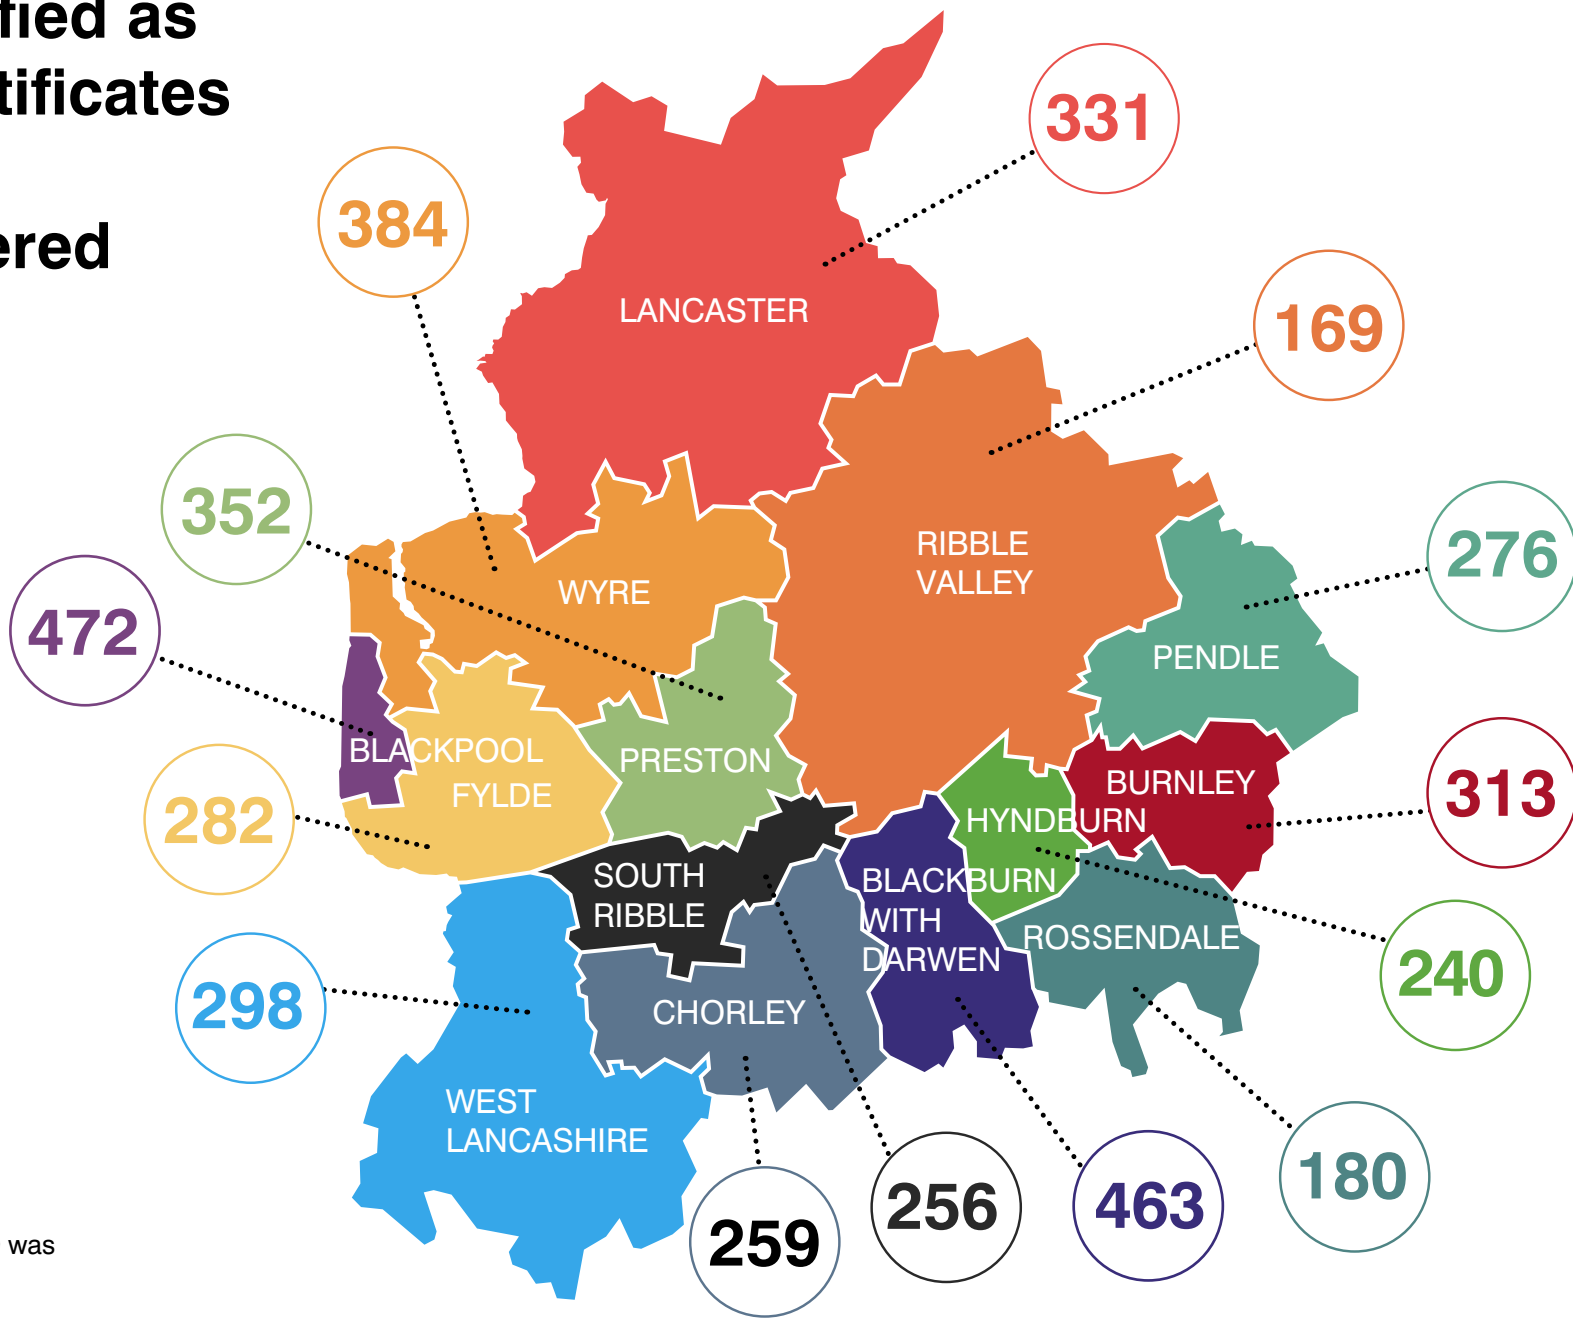 fied as
tificates
ered
331
384
LANCASTER
169
352
RIBBLE
VALLEY
276
WYRE
472
PENDLE
BLACKPOOL
PRESTON
BURNLEY
313
FYLDE
282
HYNDBURN
SOUTH
RIBBLE
BLACKBURN
WITH
DARWEN
ROSSENDALE
240
298
CHORLEY
WEST
LANCASHIRE
180
256
463
259
was